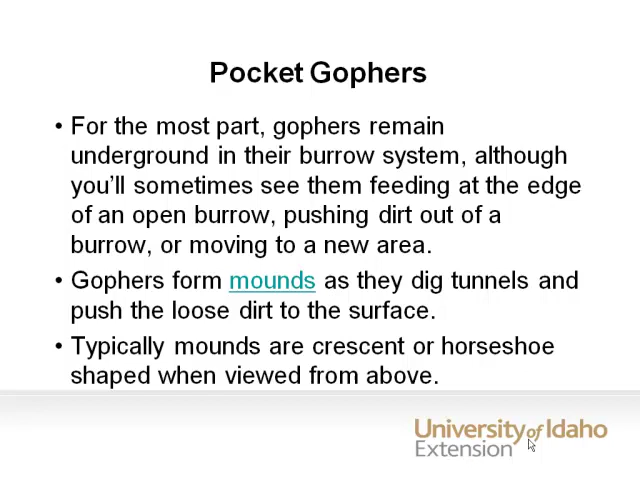 Pocket Gophers
• For the most part, gophers remain
underground in their burrow system, although
you'll sometimes see them feeding at the edge
of an open burrow, pushing dirt out of a
burrow, or moving to a new area.
• Gophers form mounds as they dig tunnels and
push the loose dirt to the surface.
• Typically mounds are crescent or horseshoe
shaped when viewed from above.
University of Idaho
Extension